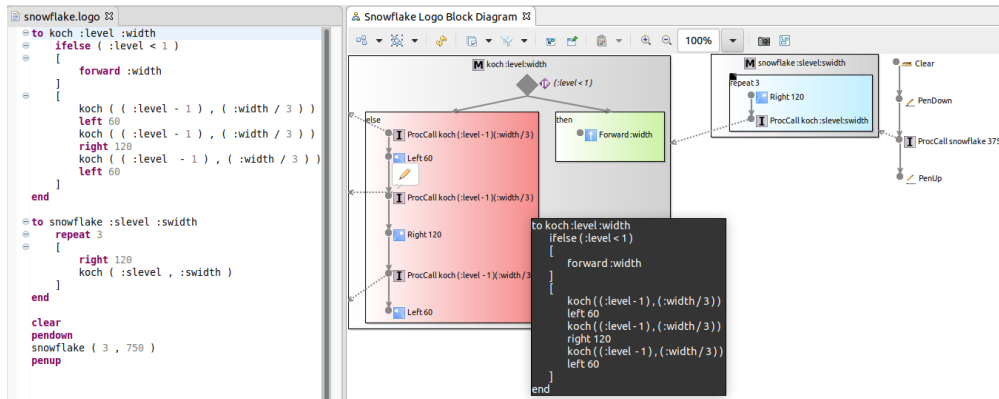 snowflake.logo
to koch :level :width
ifelse ( :level < 1 )
[
forward :width
]
[
koch ( ( :level - 1 ) , ( :width / 3 ) )
left 60
koch ( ( :level - 1 ) , ( :width / 3 ) )
right 120
koch ( ( :level  - 1 ) , ( :width / 3 ) )
left 60
]
end
to snowflake :slevel :swidth
repeat 3
[
right 120
koch ( :slevel , :swidth )
]
end
clear
pendown
snowflake ( 3 , 750 )
penup
Snowflake Logo Block Diagram
100%
M koch :level:width
(:level < 1)
else
I ProcCall koch (:level - 1)(:width / 3)
Left 60
I ProcCall koch (:level - 1)(:width / 3)
Right 120
I ProcCall koch (:level - 1)(:width / 3
Left 60
then
Forward :width
M snowflake :slevel:swidth
repeat 3
Right 120
I ProcCall koch :slevel:swidth
Clear
PenDown
I ProcCall snowflake 375
PenUp
to koch :level :width
ifelse ( :level < 1 )
[
forward :width
]
[
koch ( ( :level - 1 ) , ( :width / 3 ) )
left 60
koch ( ( :level - 1 ) , ( :width / 3 ) )
right 120
koch ( ( :level  - 1 ) , ( :width / 3 ) )
left 60
]
end